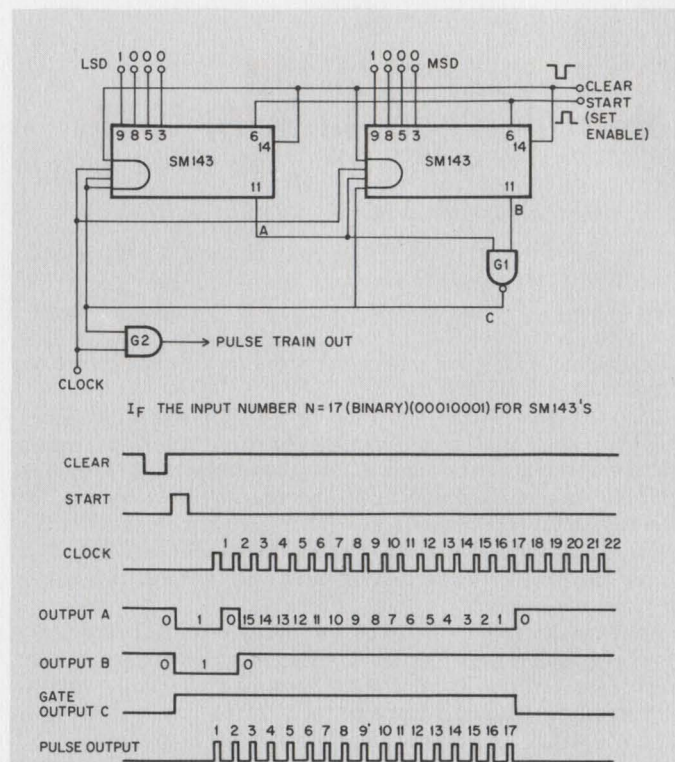 1 0 0 0
LSD
9 8 5 3
6
14
SM143
11
A
1 0 0 0
MSD
9 8 5 3
6
14
SM143
11
B
CLEAR
START
(SET
ENABLE)
G1
C
G2
PULSE TRAIN OUT
CLOCK
IF THE INPUT NUMBER N=17 (BINARY)(00010001) FOR SM143'S
CLEAR
START
CLOCK
1 2 3 4 5 6 7 8 9 10 11 12 13 14 15 16 17 18 19 20 21 22
OUTPUT A
0 1 0 15 14 13 12 11 10 9 8 7 6 5 4 3 2 1 0
OUTPUT B
0 1 0
GATE
OUTPUT C
1 2 3 4 5 6 7 8 9' 10 11 12 13 14 15 16 17
PULSE OUTPUT